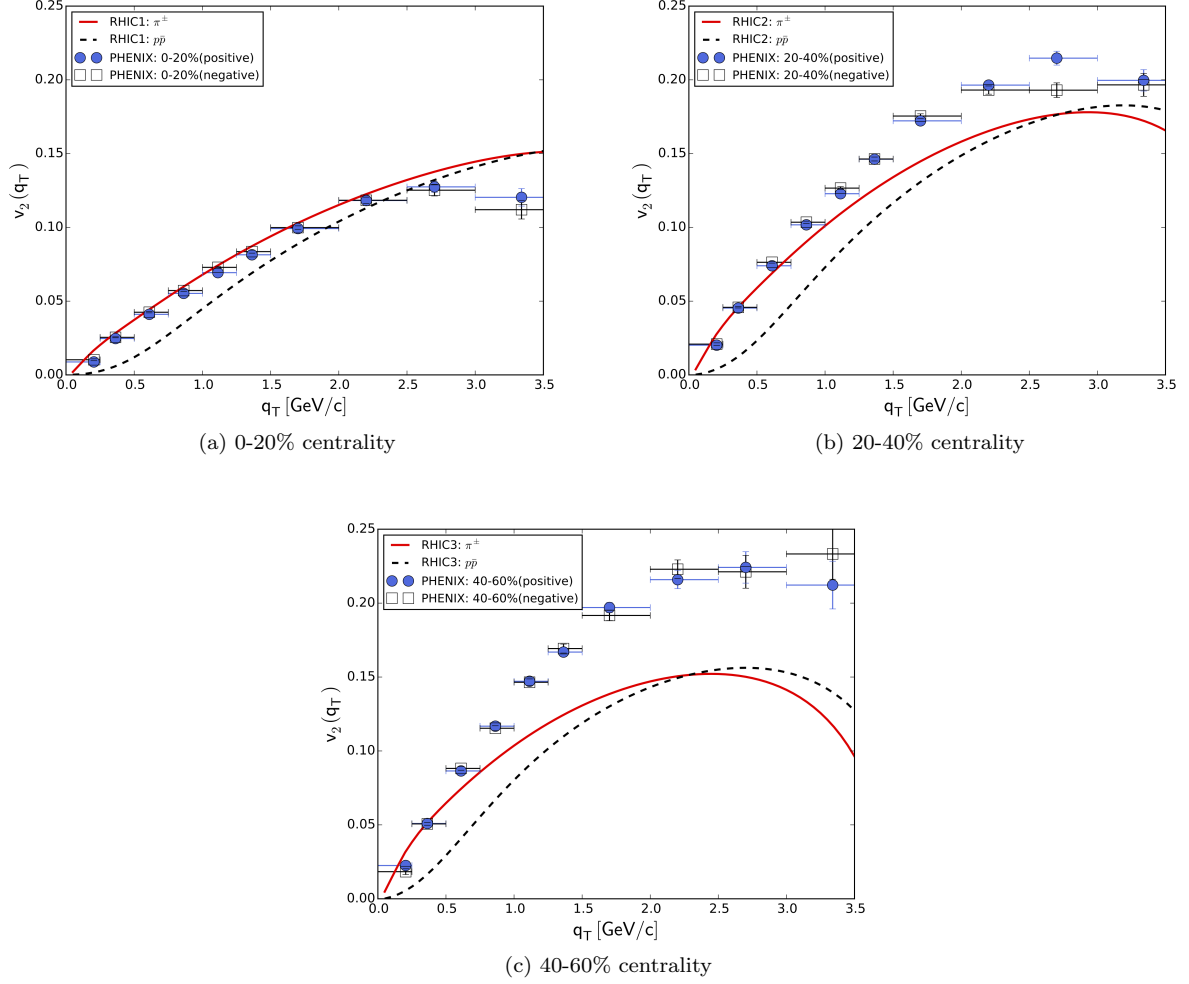 0.25
0.20
0.15
0.10
0.05
0.00
v₂(q_T)
RHIC1: π±
RHIC1: pp̄
PHENIX: 0-20%(positive)
PHENIX: 0-20%(negative)
0.0 0.5 1.0 1.5 2.0 2.5 3.0 3.5
q_T [GeV/c]
(a) 0-20% centrality
0.25
0.20
0.15
0.10
0.05
0.00
v₂(q_T)
RHIC2: π±
RHIC2: pp̄
PHENIX: 20-40%(positive)
PHENIX: 20-40%(negative)
0.0 0.5 1.0 1.5 2.0 2.5 3.0 3.5
q_T [GeV/c]
(b) 20-40% centrality
0.25
0.20
0.15
0.10
0.05
0.00
v₂(q_T)
RHIC3: π±
RHIC3: pp̄
PHENIX: 40-60%(positive)
PHENIX: 40-60%(negative)
0.0 0.5 1.0 1.5 2.0 2.5 3.0 3.5
q_T [GeV/c]
(c) 40-60% centrality